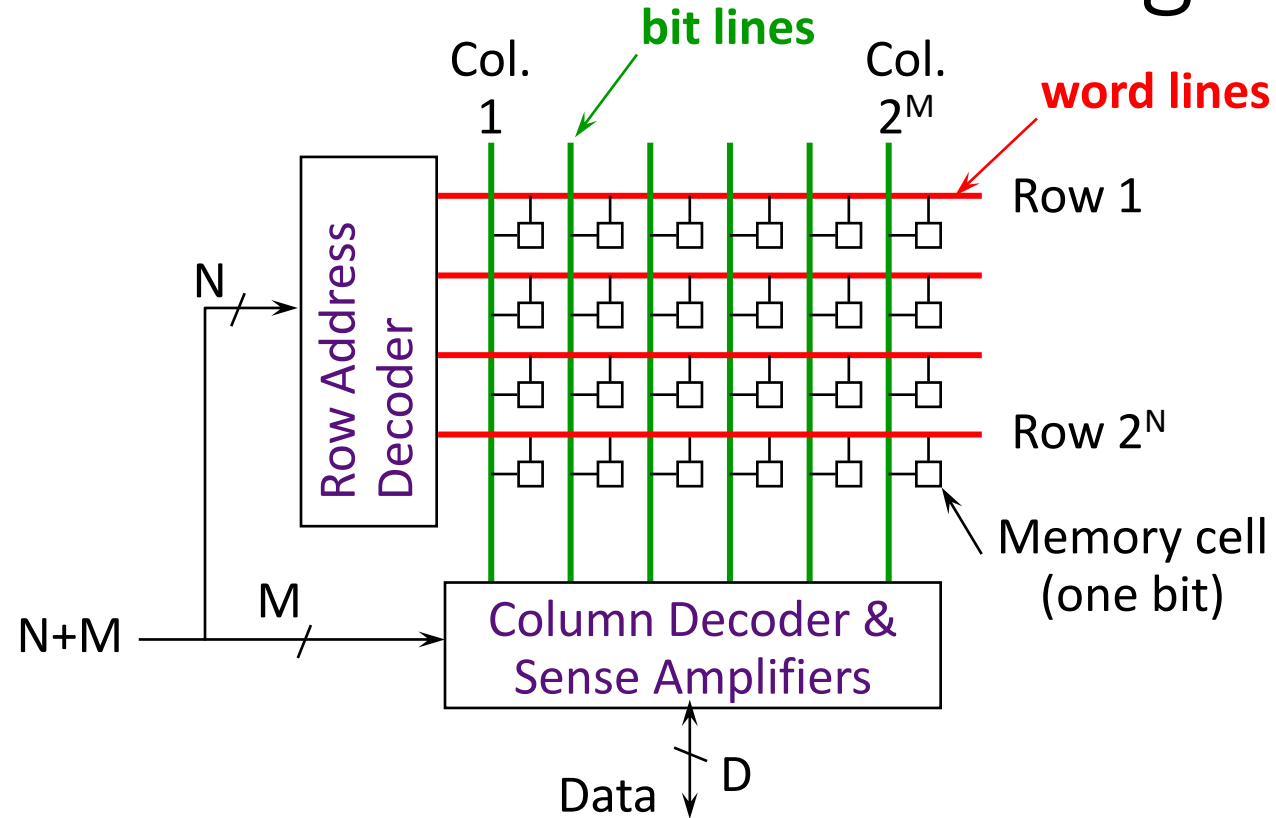 bit lines
Col.
1
Col.
2ᴹ
word lines
Row 1
N
Row Address
Decoder
Row 2ᴺ
Memory cell
(one bit)
M
N+M
Column Decoder &
Sense Amplifiers
D
Data